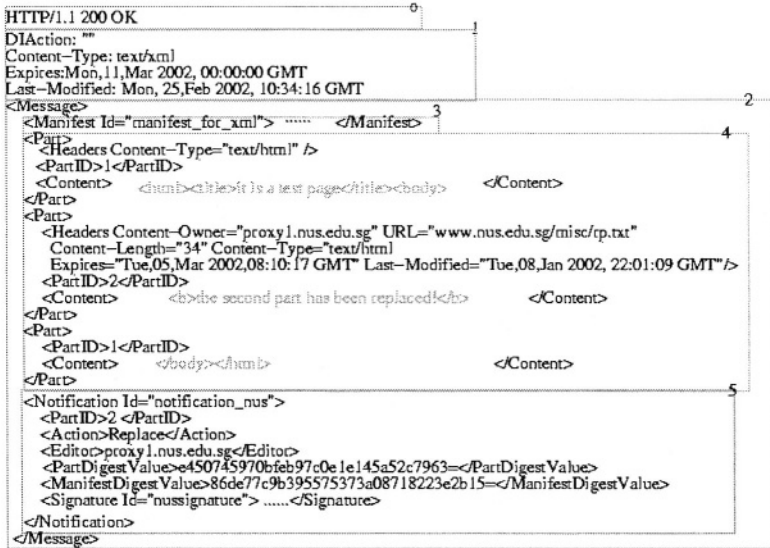 0
HTTP/1.1 200 OK
1
DIAction: ""
Content-Type: text/xml
Expires:Mon,11,Mar 2002, 00:00:00 GMT
Last-Modified: Mon, 25,Feb 2002, 10:34:16 GMT
2
<Message>
3
<Manifest Id="manifest_for_xml"> ...... </Manifest>
4
<Part>
<Headers Content-Type="text/html" />
<PartID>1</PartID>
<Content> <html><title>it is a test page</title><body> </Content>
</Part>
<Part>
<Headers Content-Owner="proxy1.nus.edu.sg" URL="www.nus.edu.sg/misc/rp.txt"
Content-Length="34" Content-Type="text/html
Expires="Tue,05,Mar 2002,08:10:17 GMT" Last-Modified="Tue,08,Jan 2002, 22:01:09 GMT"/>
<PartID>2</PartID>
<Content> <b>the second part has been replaced!</b> </Content>
</Part>
<Part>
<PartID>1</PartID>
<Content> </body></html> </Content>
</Part>
5
<Notification Id="notification_nus">
<PartID>2 </PartID>
<Action>Replace</Action>
<Editor>proxy1.nus.edu.sg</Editor>
<PartDigestValue>e450745970bfeb97c0e1e145a52c7963=</PartDigestValue>
<ManifestDigestValue>86de77c9b395575373a08718223e2b15=</ManifestDigestValue>
<Signature Id="nussignature"> ......</Signature>
</Notification>
</Message>